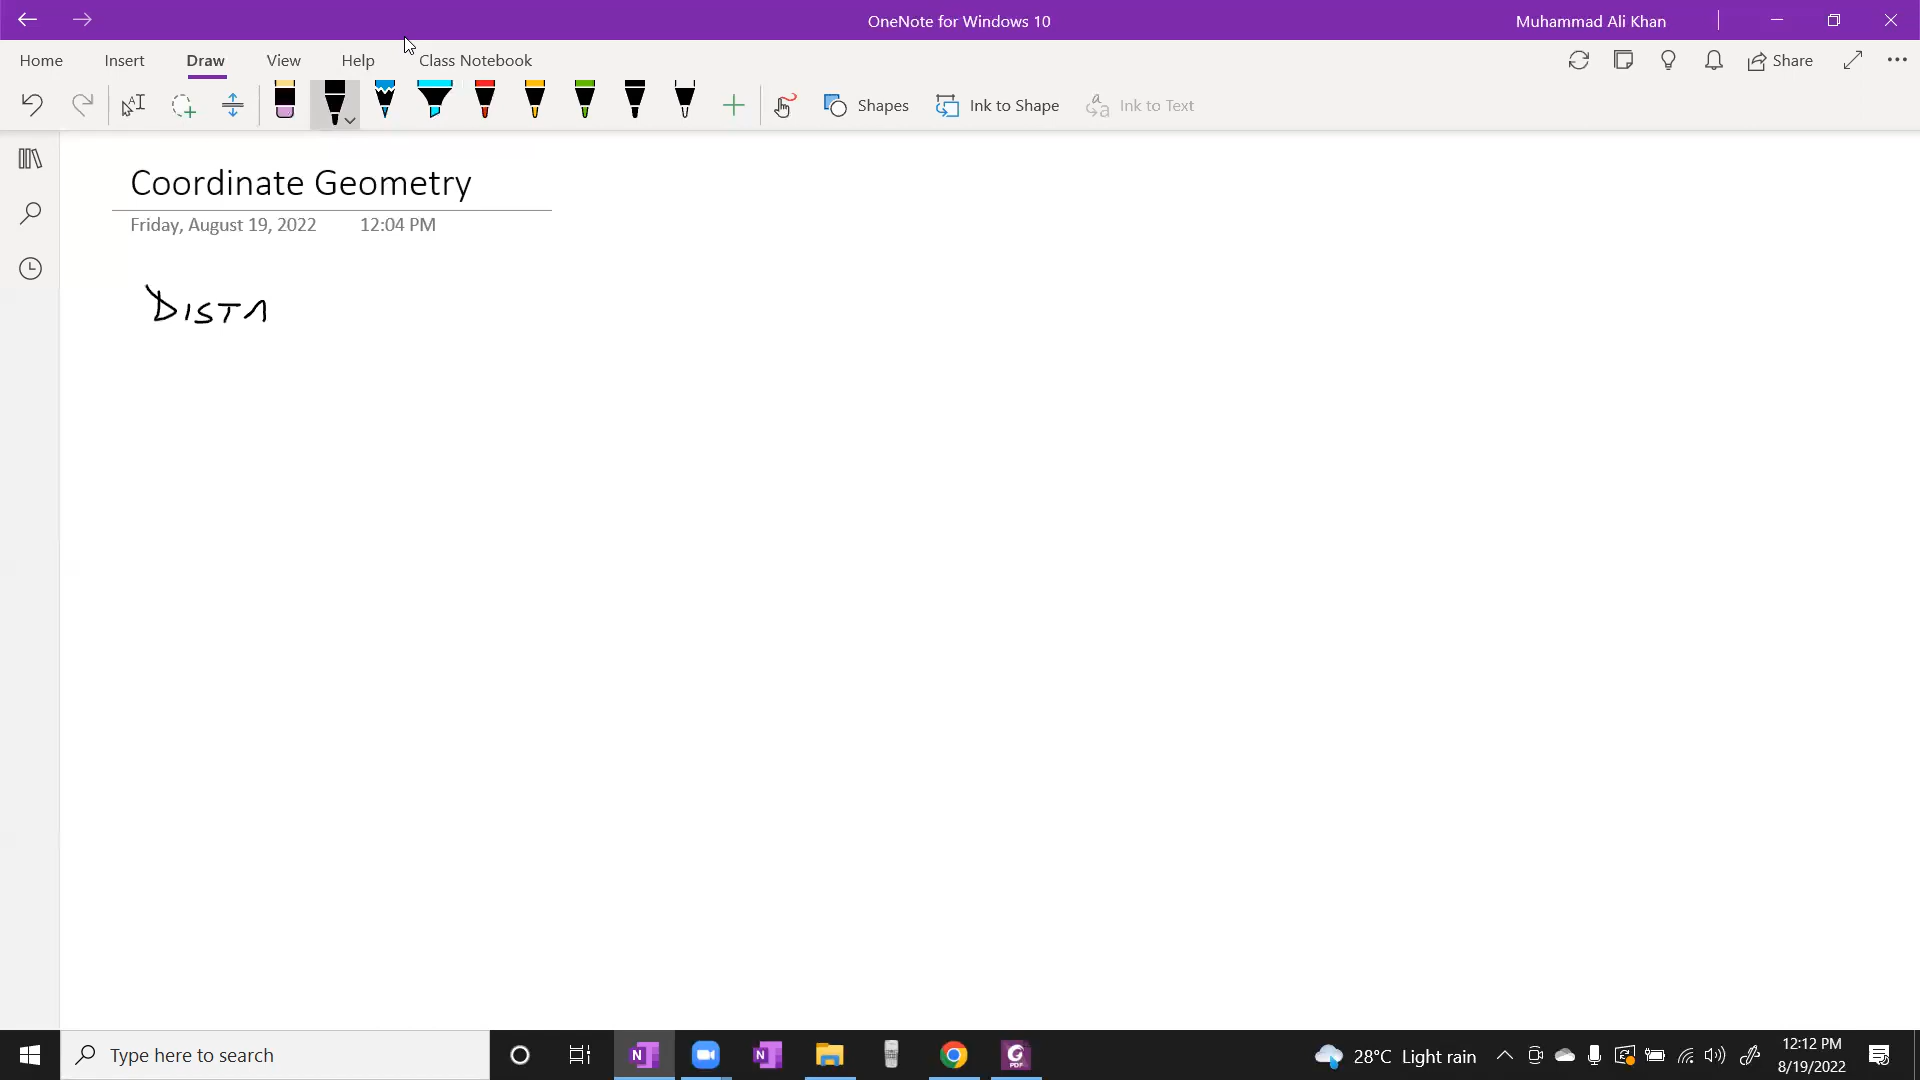 OneNote for Windows 10
Muhammad Ali Khan
Home Insert Draw View Help Class Notebook
Share
Shapes Ink to Shape Ink to Text
Coordinate Geometry
Friday, August 19, 2022 12:04 PM
DIST
Type here to search
28°C Light rain
12:12 PM
8/19/2022